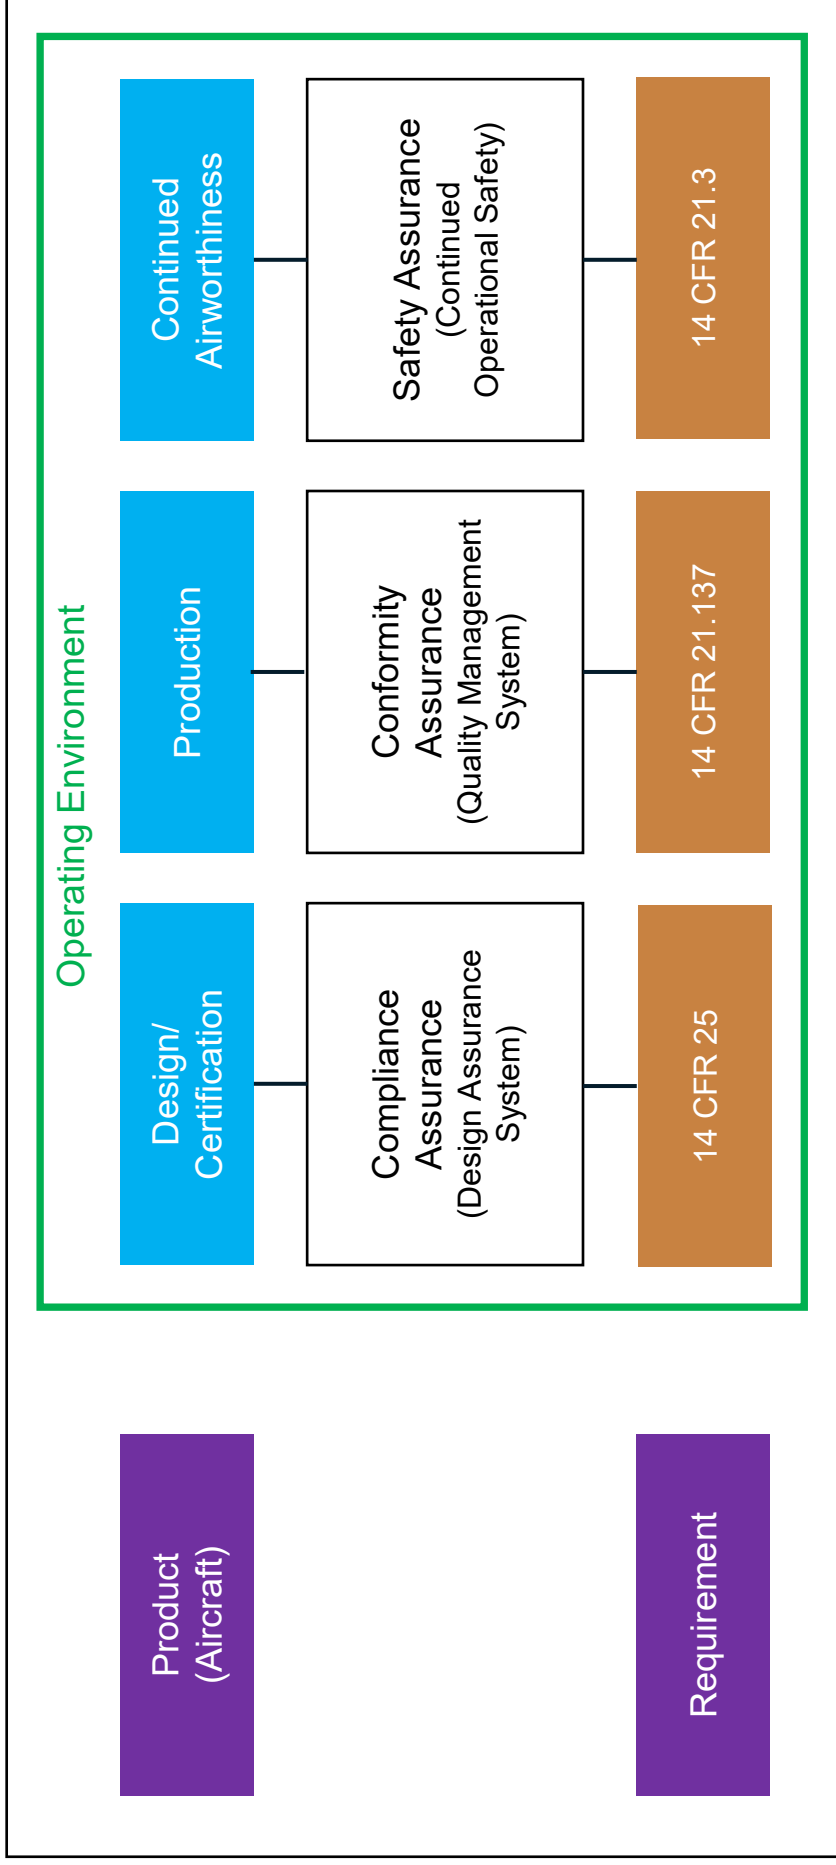 Operating Environment
Product
(Aircraft)
Design/
Certification
Production
Continued
Airworthiness
Compliance
Assurance
(Design Assurance
System)
Conformity
Assurance
(Quality Management
System)
Safety Assurance
(Continued
Operational Safety)
Requirement
14 CFR 25
14 CFR 21.137
14 CFR 21.3